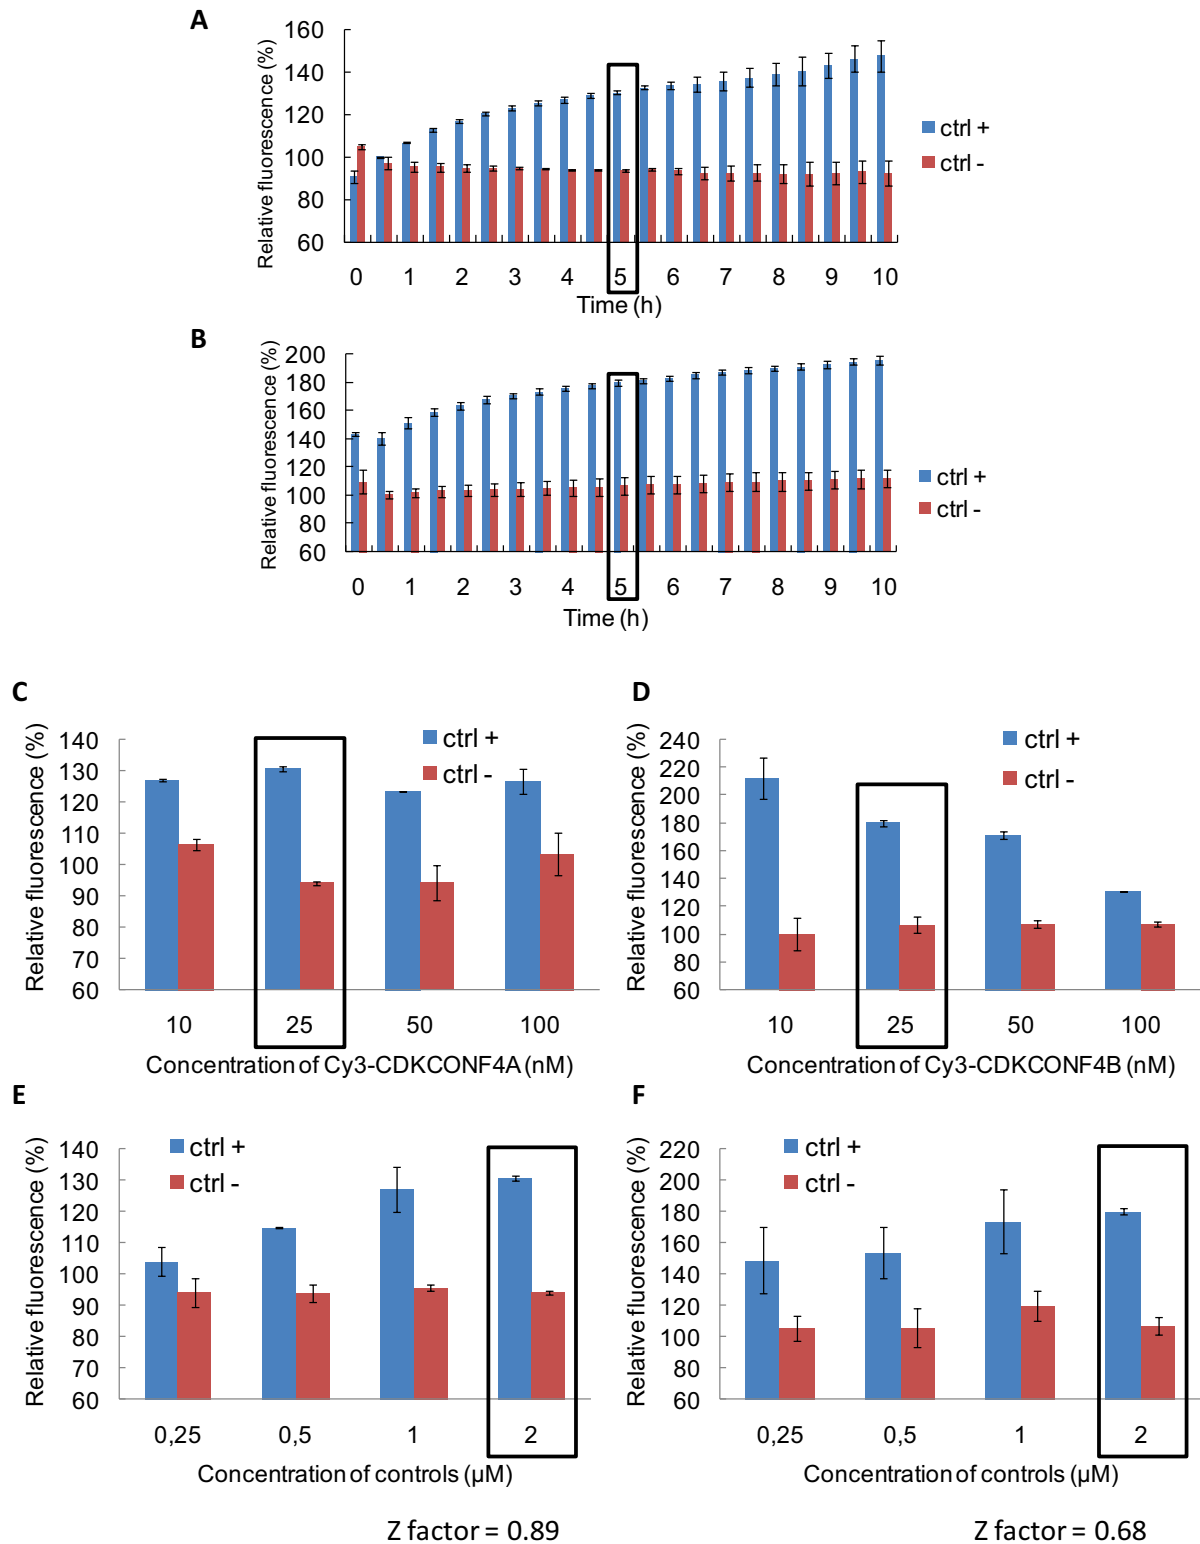 A
Relative fluorescence (%)
160
140
120
100
80
60
0 1 2 3 4 5 6 7 8 9 10
Time (h)
ctrl +
ctrl -
B
Relative fluorescence (%)
200
180
160
140
120
100
80
60
0 1 2 3 4 5 6 7 8 9 10
Time (h)
ctrl +
ctrl -
C
Relative fluorescence (%)
140
130
120
110
100
90
80
70
60
ctrl +
ctrl -
10 25 50 100
Concentration of Cy3-CDKCONF4A (nM)
D
Relative fluorescence (%)
240
220
200
180
160
140
120
100
80
60
ctrl +
ctrl -
10 25 50 100
Concentration of Cy3-CDKCONF4B (nM)
E
Relative fluorescence (%)
140
130
120
110
100
90
80
70
60
ctrl +
ctrl -
0,25 0,5 1 2
Concentration of controls (µM)
Z factor = 0.89
F
Relative fluorescence (%)
220
200
180
160
140
120
100
80
60
ctrl +
ctrl -
0,25 0,5 1 2
Concentration of controls (µM)
Z factor = 0.68